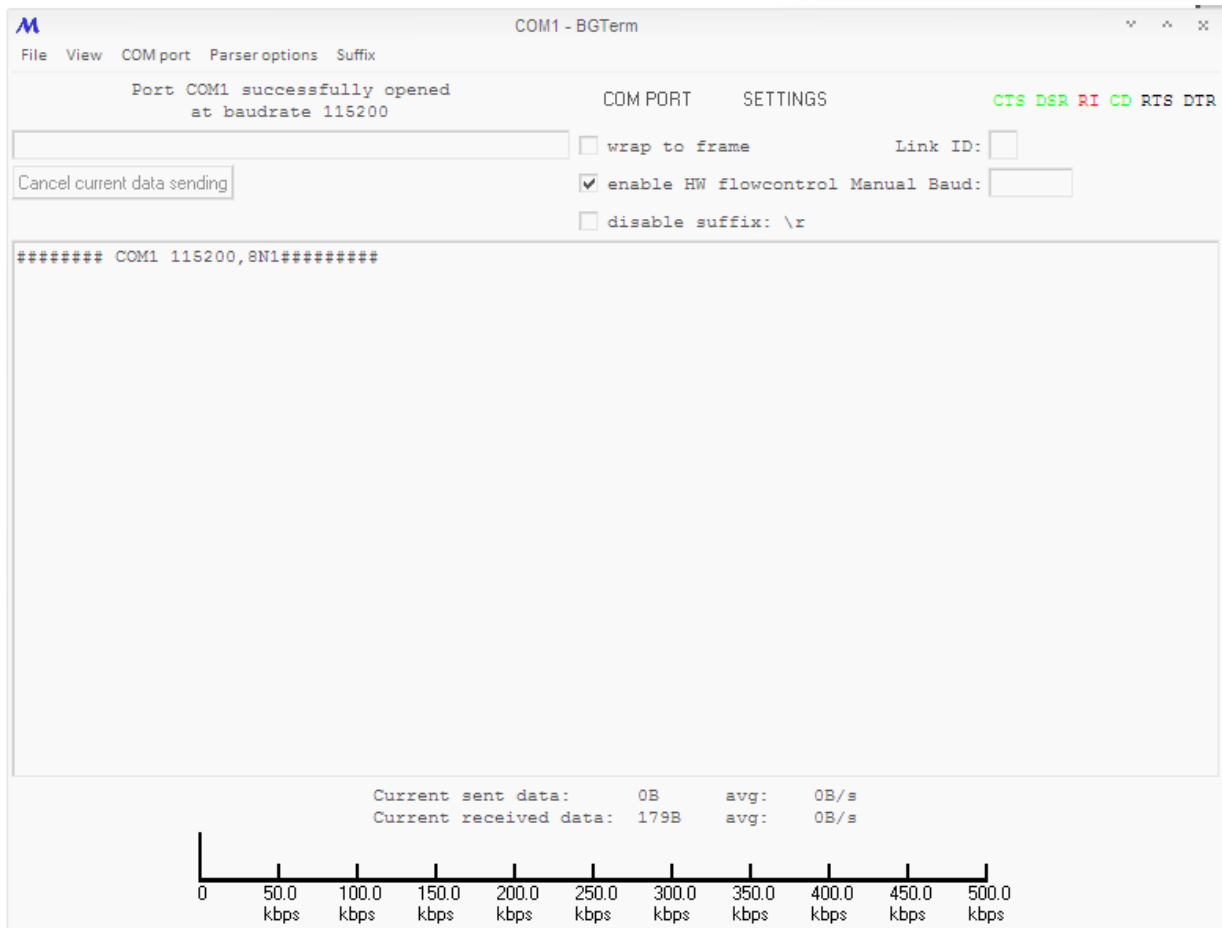 COM1 - BGTerm
File View COM port Parser options Suffix
Port COM1 successfully opened
at baudrate 115200
COM PORT SETTINGS
CTS DSR RI CD RTS DTR
wrap to frame Link ID:
Cancel current data sending
enable HW flowcontrol Manual Baud:
disable suffix: \r
######## COM1 115200,8N1#########
Current sent data: 0B avg: 0B/s
Current received data: 179B avg: 0B/s
0 50.0 100.0 150.0 200.0 250.0 300.0 350.0 400.0 450.0 500.0
kbps kbps kbps kbps kbps kbps kbps kbps kbps kbps